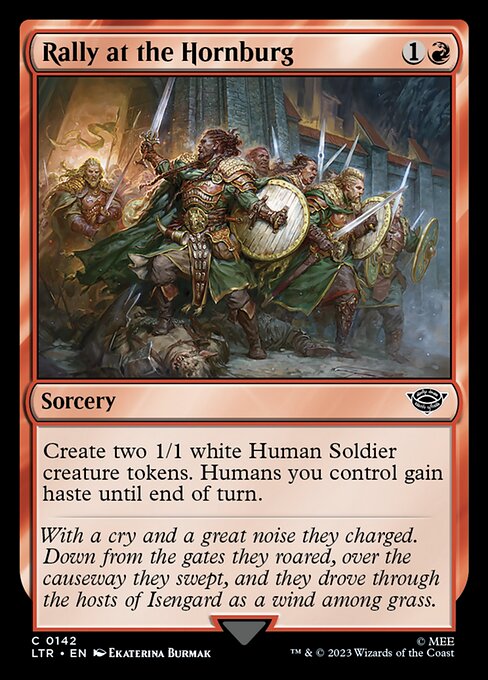 Rally at the Hornburg 1
Sorcery
Create two 1/1 white Human Soldier
creature tokens. Humans you control gain
haste until end of turn.
With a cry and a great noise they charged.
Down from the gates they roared, over the
causeway they swept, and they drove through
the hosts of Isengard as a wind among grass.
C 0142
LTR • EN Ekaterina Burmak
© MEE
™ & © 2023 Wizards of the Coast